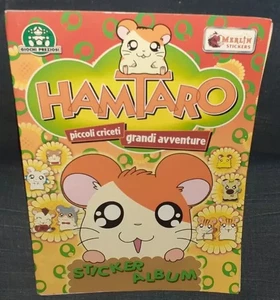 GIOCHI PREZIOSI
MERLIN
STICKERS
HAMTARO
piccoli criceti grandi avventure
STICKER ALBUM